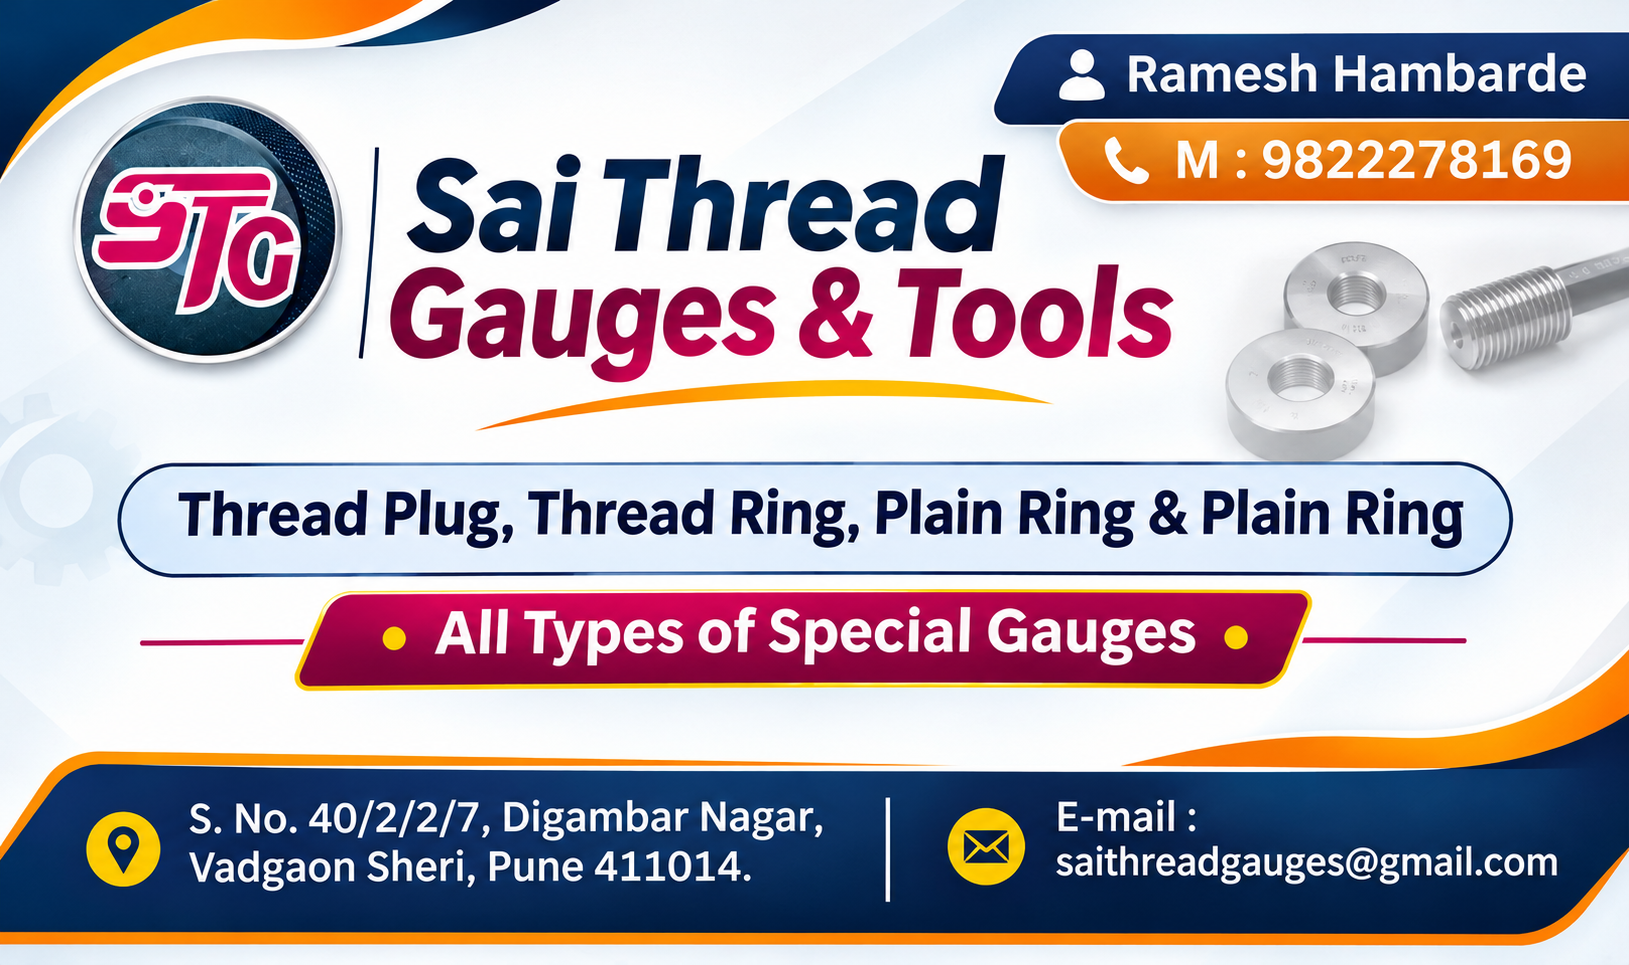 Ramesh Hambarde
M : 9822278169
STG
Sai Thread
Gauges & Tools
Thread Plug, Thread Ring, Plain Ring & Plain Ring
All Types of Special Gauges
S. No. 40/2/2/7, Digambar Nagar,
Vadgaon Sheri, Pune 411014.
E-mail :
saithreadgauges@gmail.com